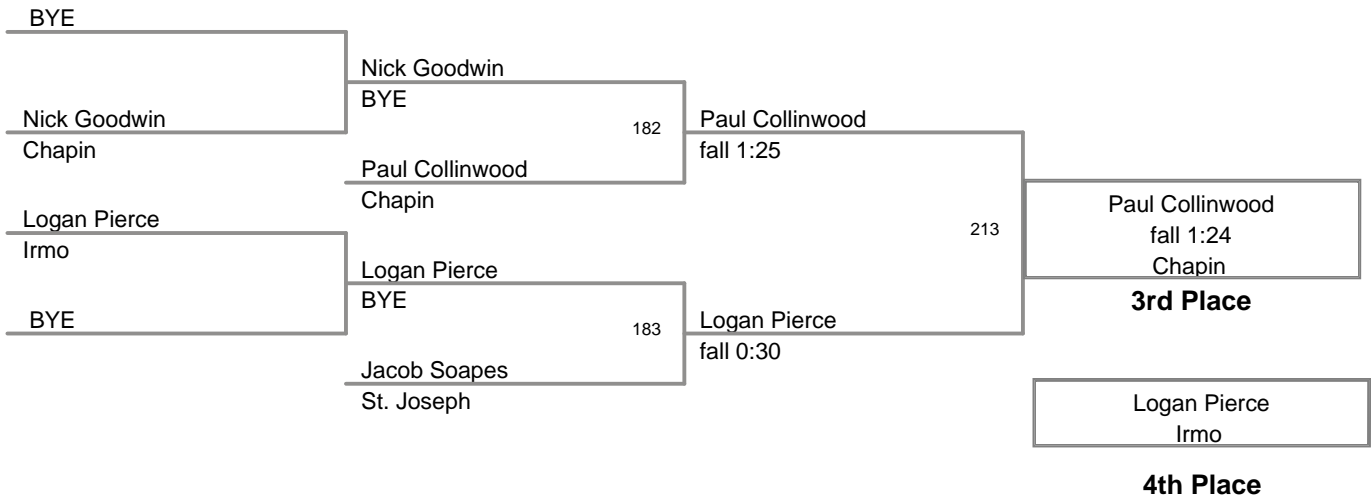 BYE
Nick Goodwin
BYE
Nick Goodwin
Chapin
182
Paul Collinwood
fall 1:25
Paul Collinwood
Chapin
Logan Pierce
Irmo
213
Paul Collinwood
fall 1:24
Chapin
3rd Place
Logan Pierce
BYE
BYE
183
Logan Pierce
fall 0:30
Jacob Soapes
St. Joseph
Logan Pierce
Irmo
4th Place